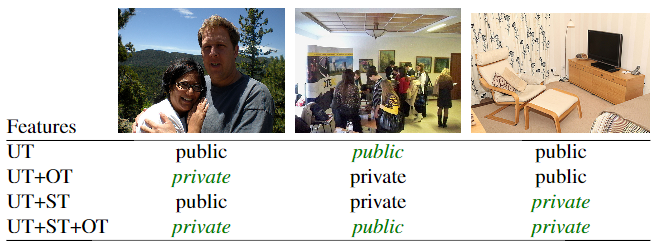 Features
UT public public public
UT+OT private private public
UT+ST public private private
UT+ST+OT private public private